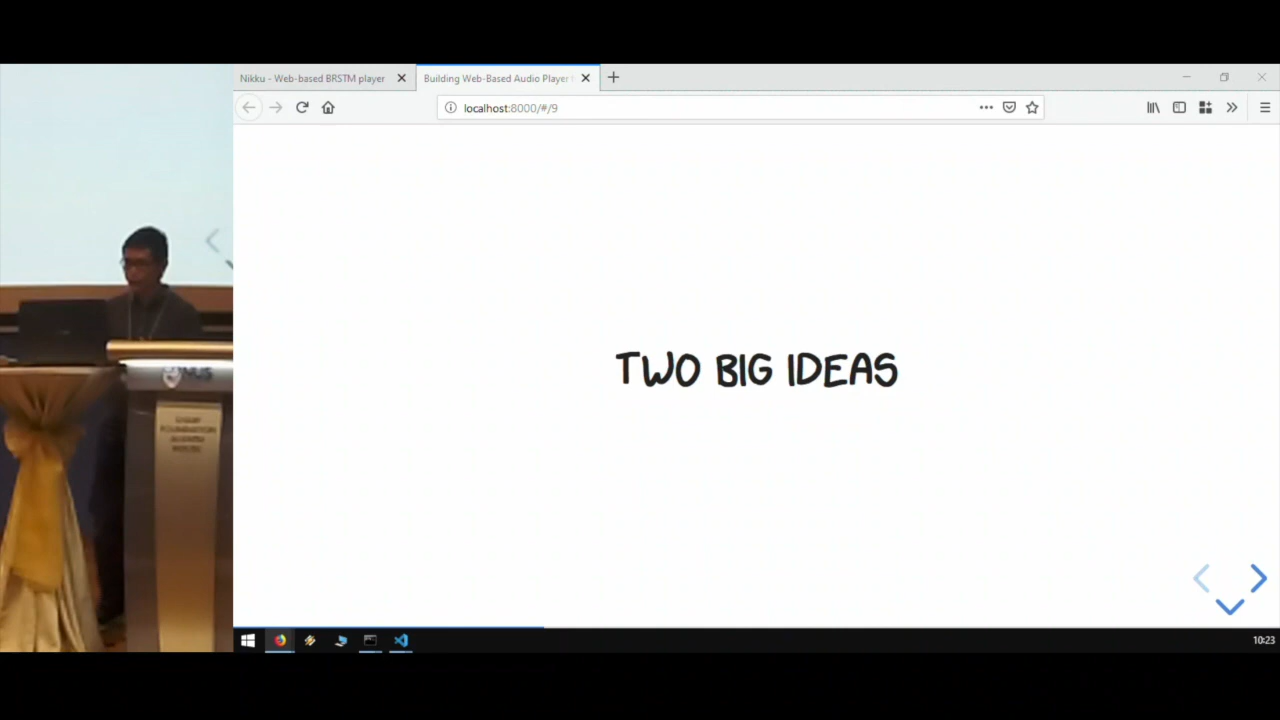 Nikku - Web-based BRSTM player
Building Web-Based Audio Player
localhost:8000/#/9
TWO BIG IDEAS
NUS
10:23